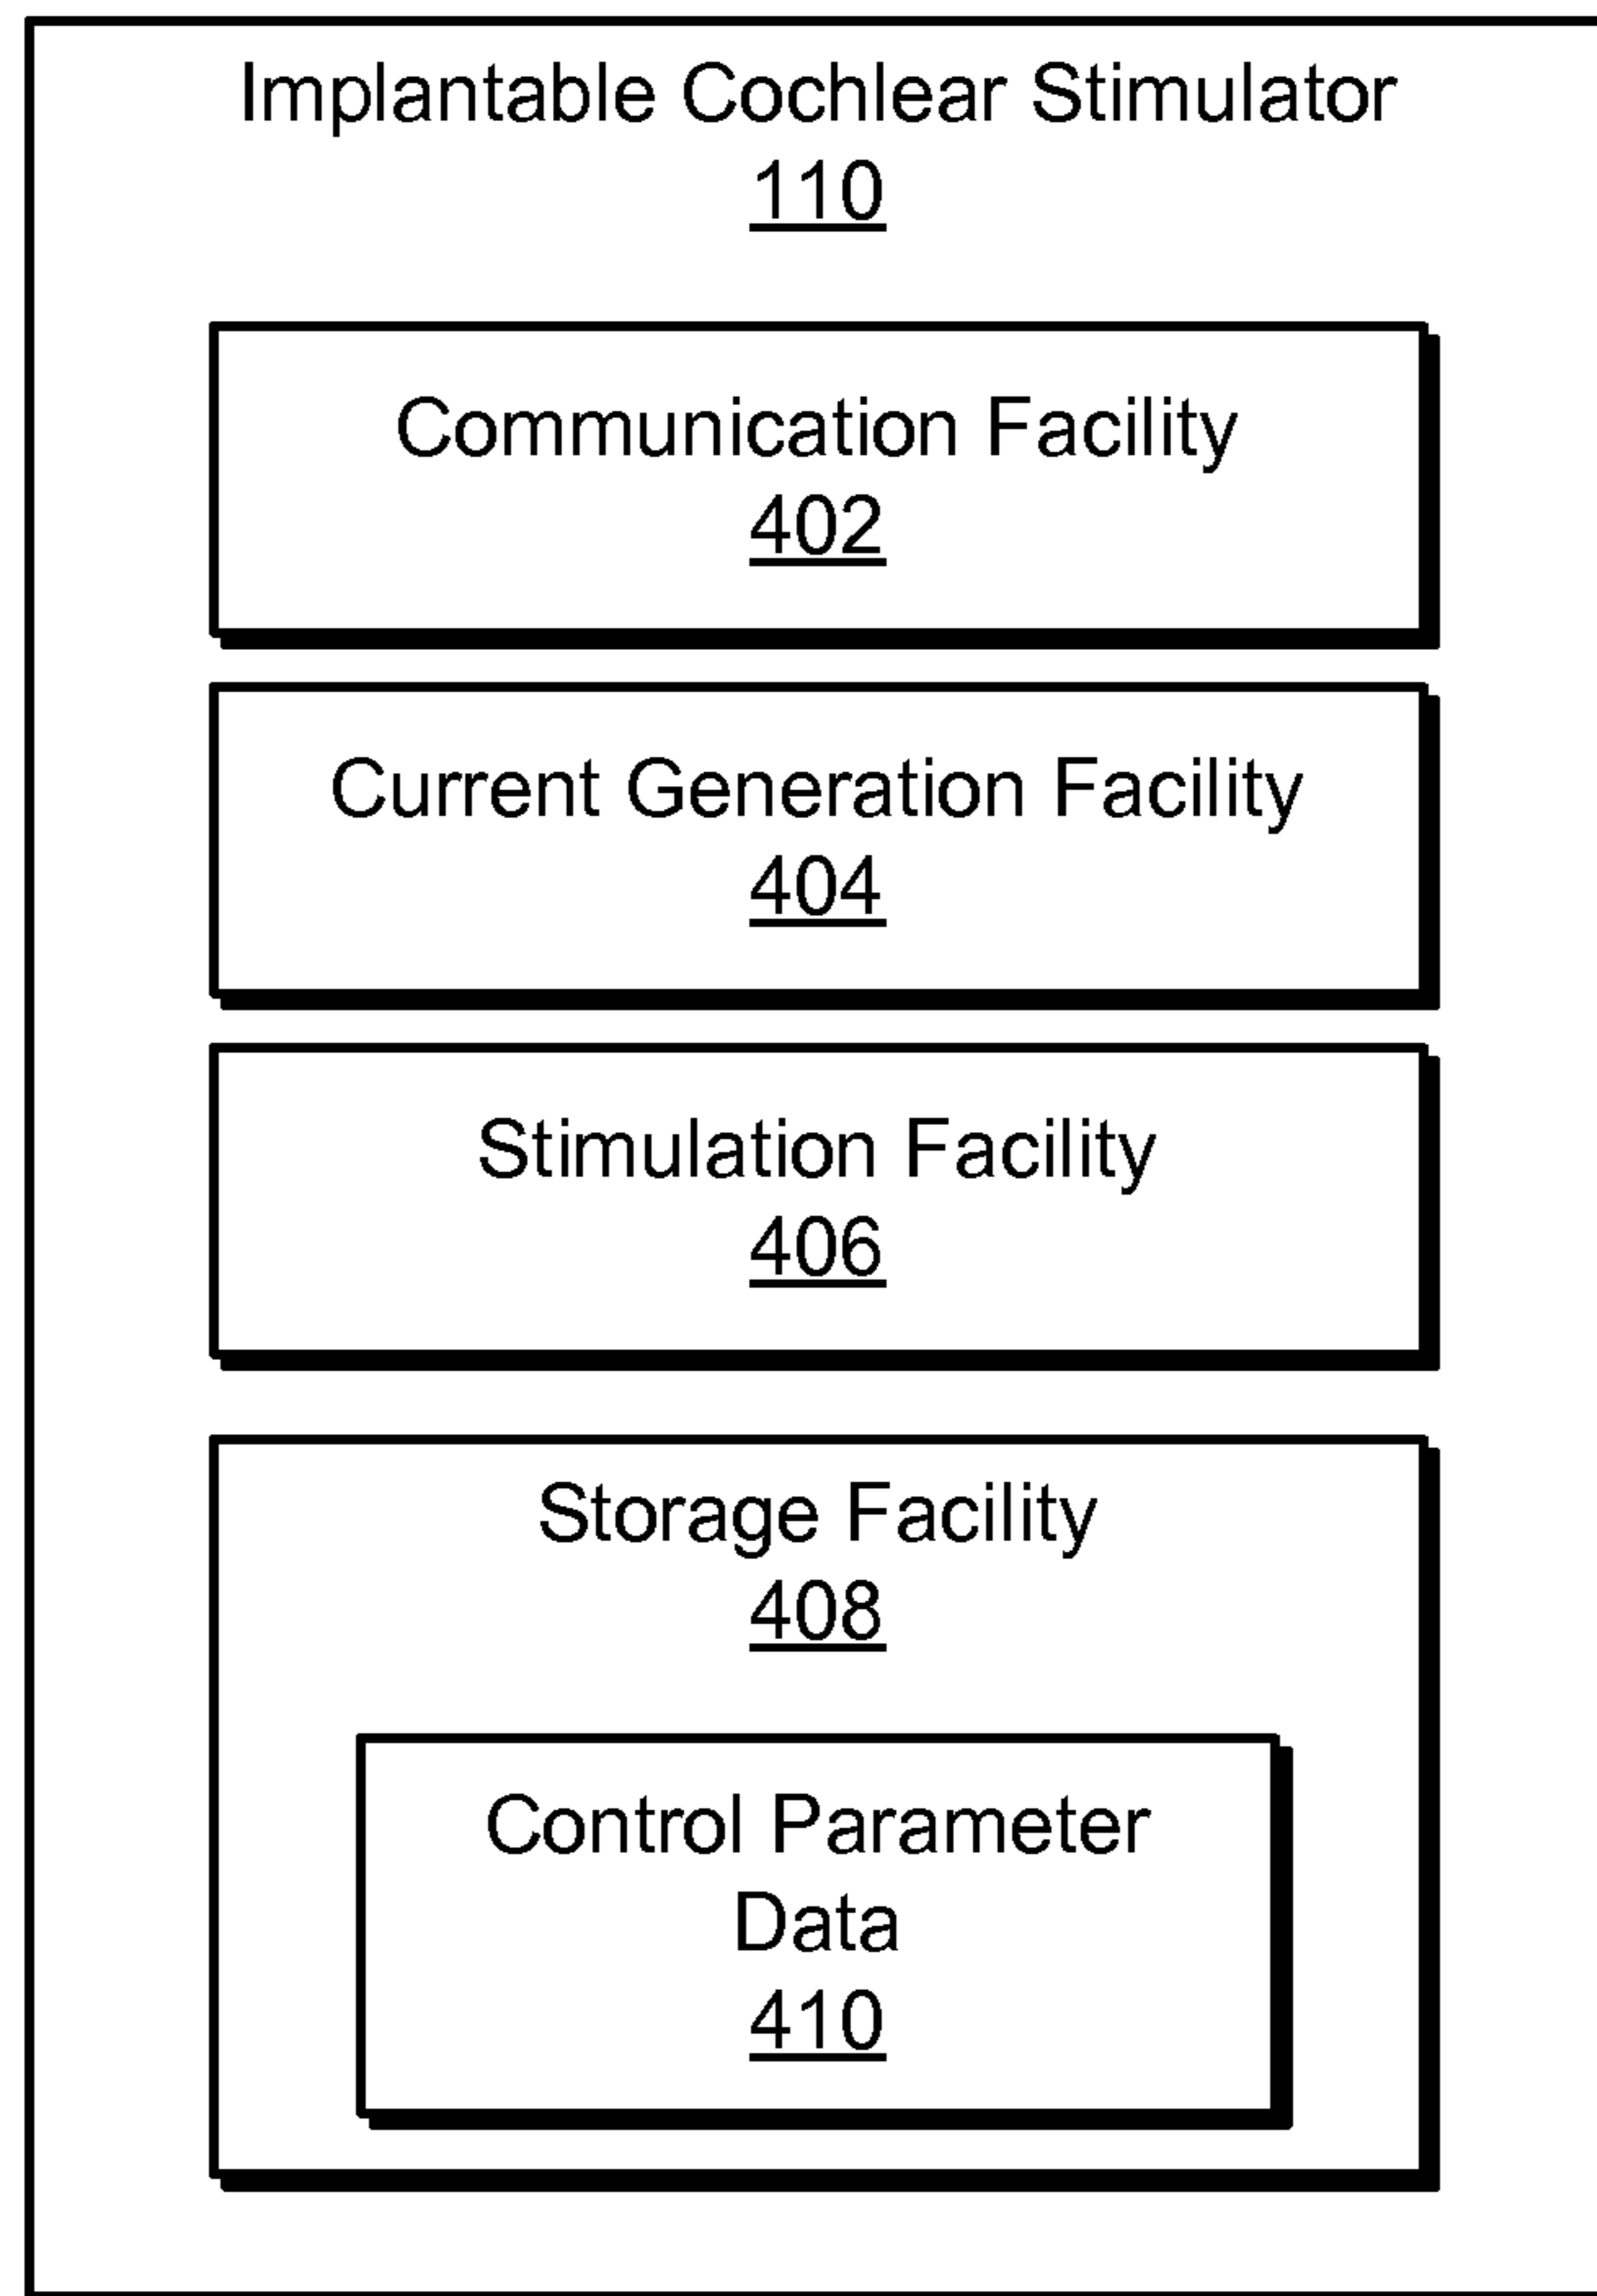 Implantable Cochlear Stimulator
110
Communication Facility
402
Current Generation Facility
404
Stimulation Facility
406
Storage Facility
408
Control Parameter
Data
410